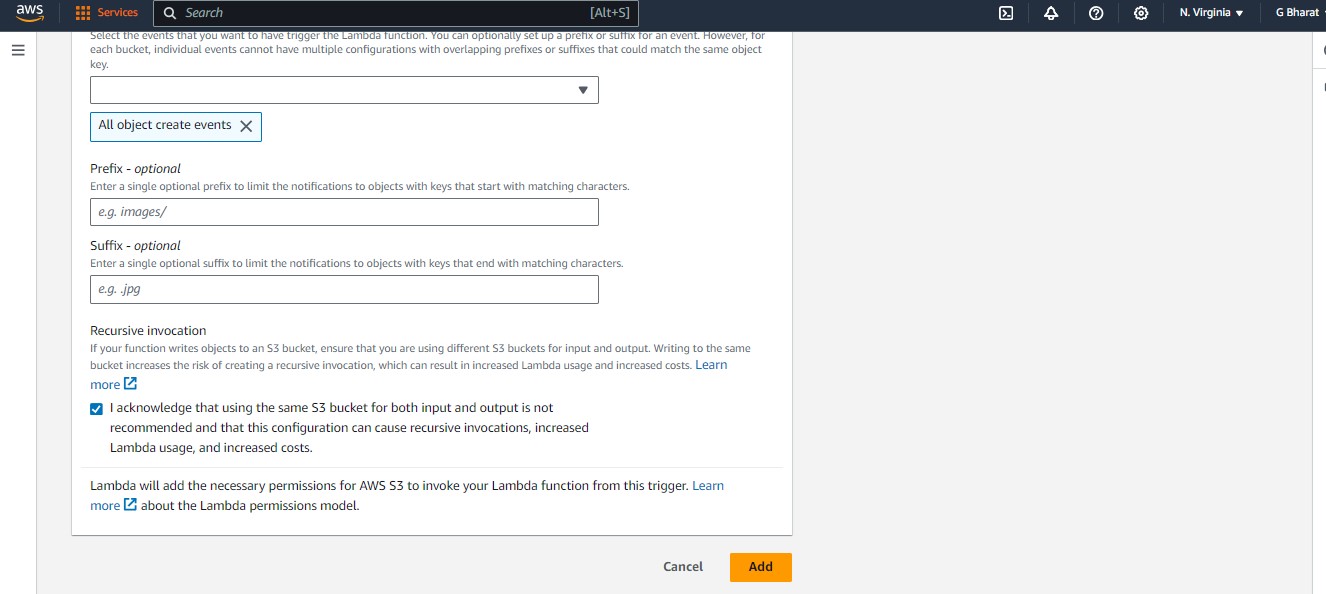 aws
Services
Search
[Alt+S]
N. Virginia
G Bharat
Select the events that you want to have trigger the Lambda function. You can optionally set up a prefix or suffix for an event. However, for
each bucket, individual events cannot have multiple configurations with overlapping prefixes or suffixes that could match the same object
key.
All object create events
Prefix - optional
Enter a single optional prefix to limit the notifications to objects with keys that start with matching characters.
e.g. images/
Suffix - optional
Enter a single optional suffix to limit the notifications to objects with keys that end with matching characters.
e.g. .jpg
Recursive invocation
If your function writes objects to an S3 bucket, ensure that you are using different S3 buckets for input and output. Writing to the same
bucket increases the risk of creating a recursive invocation, which can result in increased Lambda usage and increased costs. Learn
more
I acknowledge that using the same S3 bucket for both input and output is not
recommended and that this configuration can cause recursive invocations, increased
Lambda usage, and increased costs.
Lambda will add the necessary permissions for AWS S3 to invoke your Lambda function from this trigger. Learn
more about the Lambda permissions model.
Cancel
Add